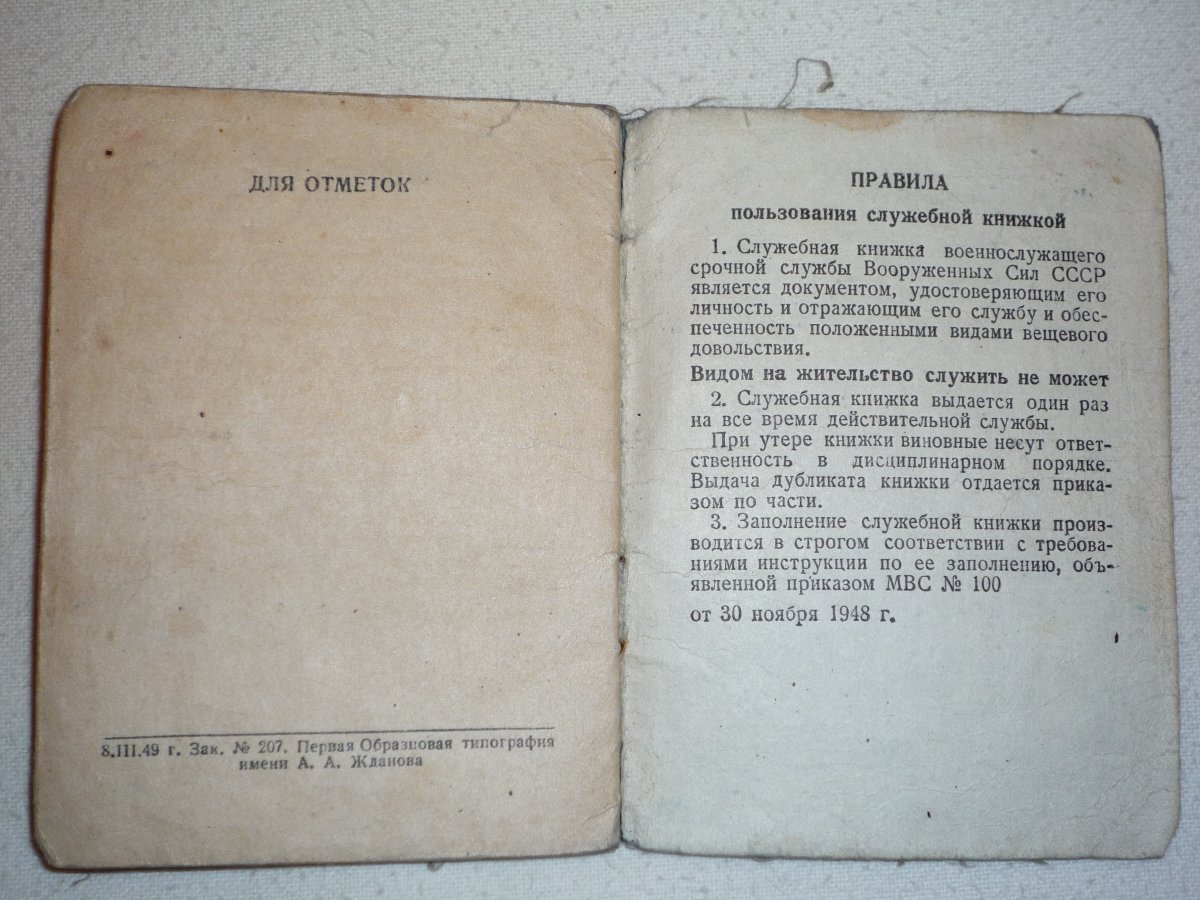 ДЛЯ ОТМЕТОК
8.III.49 г. Зак. № 207. Первая Образцовая типография
имени А. А. Жданова
ПРАВИЛА
пользования служебной книжкой
1. Служебная книжка военнослужащего
срочной службы Вооруженных Сил СССР
является документом, удостоверяющим его
личность и отражающим его службу и обес-
печенность положенными видами вещевого
довольствия.
Видом на жительство служить не может
2. Служебная книжка выдается один раз
на все время действительной службы.
При утере книжки виновные несут ответ-
ственность в дисциплинарном порядке.
Выдача дубликата книжки отдается прика-
зом по части.
3. Заполнение служебной книжки произ-
водится в строгом соответствии с требова-
ниями инструкции по ее заполнению, объ-
явленной приказом МВС № 100
от 30 ноября 1948 г.